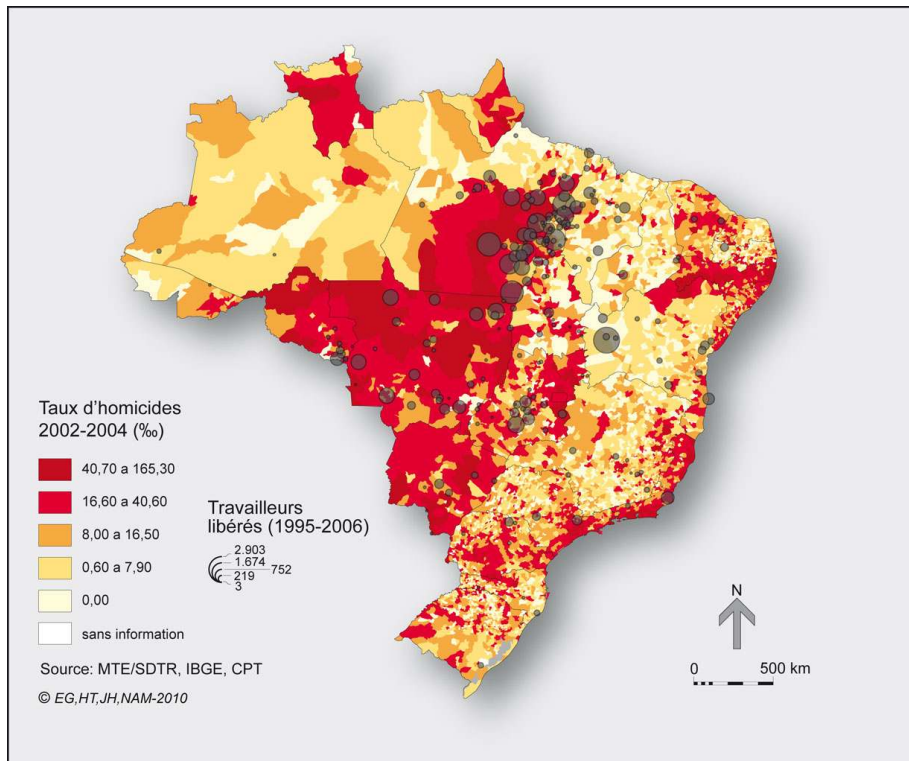 Taux d'homicides
2002-2004 (‰)
40,70 a 165,30
16,60 a 40,60
8,00 a 16,50
0,60 a 7,90
0,00
sans information
Travailleurs
libérés (1995-2006)
2.903
1.674
752
219
3
Source: MTE/SDTR, IBGE, CPT
© EG,HT,JH,NAM-2010
N
0 500 km